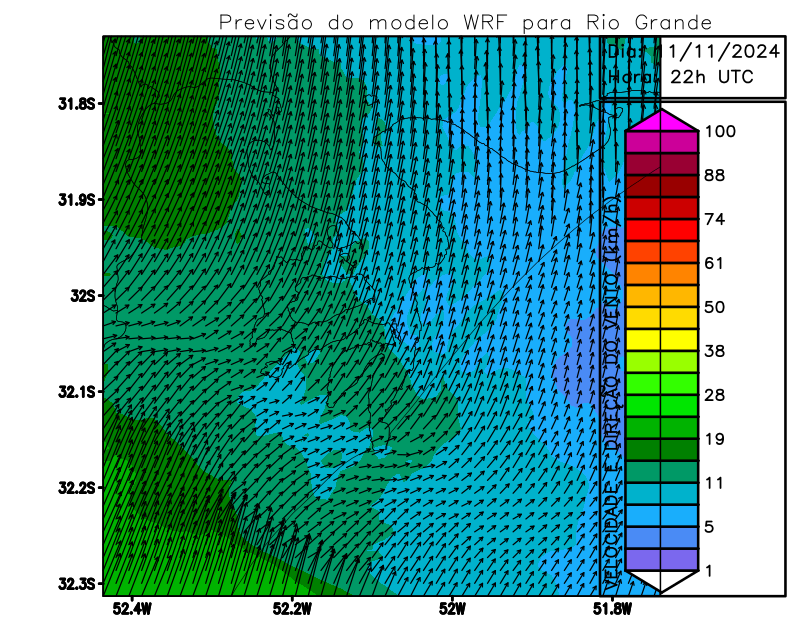 Previsão do modelo WRF para Rio Grande
Dia: 1/11/2024
Hora: 22h UTC
31.8S
31.9S
32S
32.1S
32.2S
32.3S
52.4W
52.2W
52W
51.8W
VELOCIDADE E DIREÇÃO DO VENTO (km/h)
100
88
74
61
50
38
28
19
11
5
1